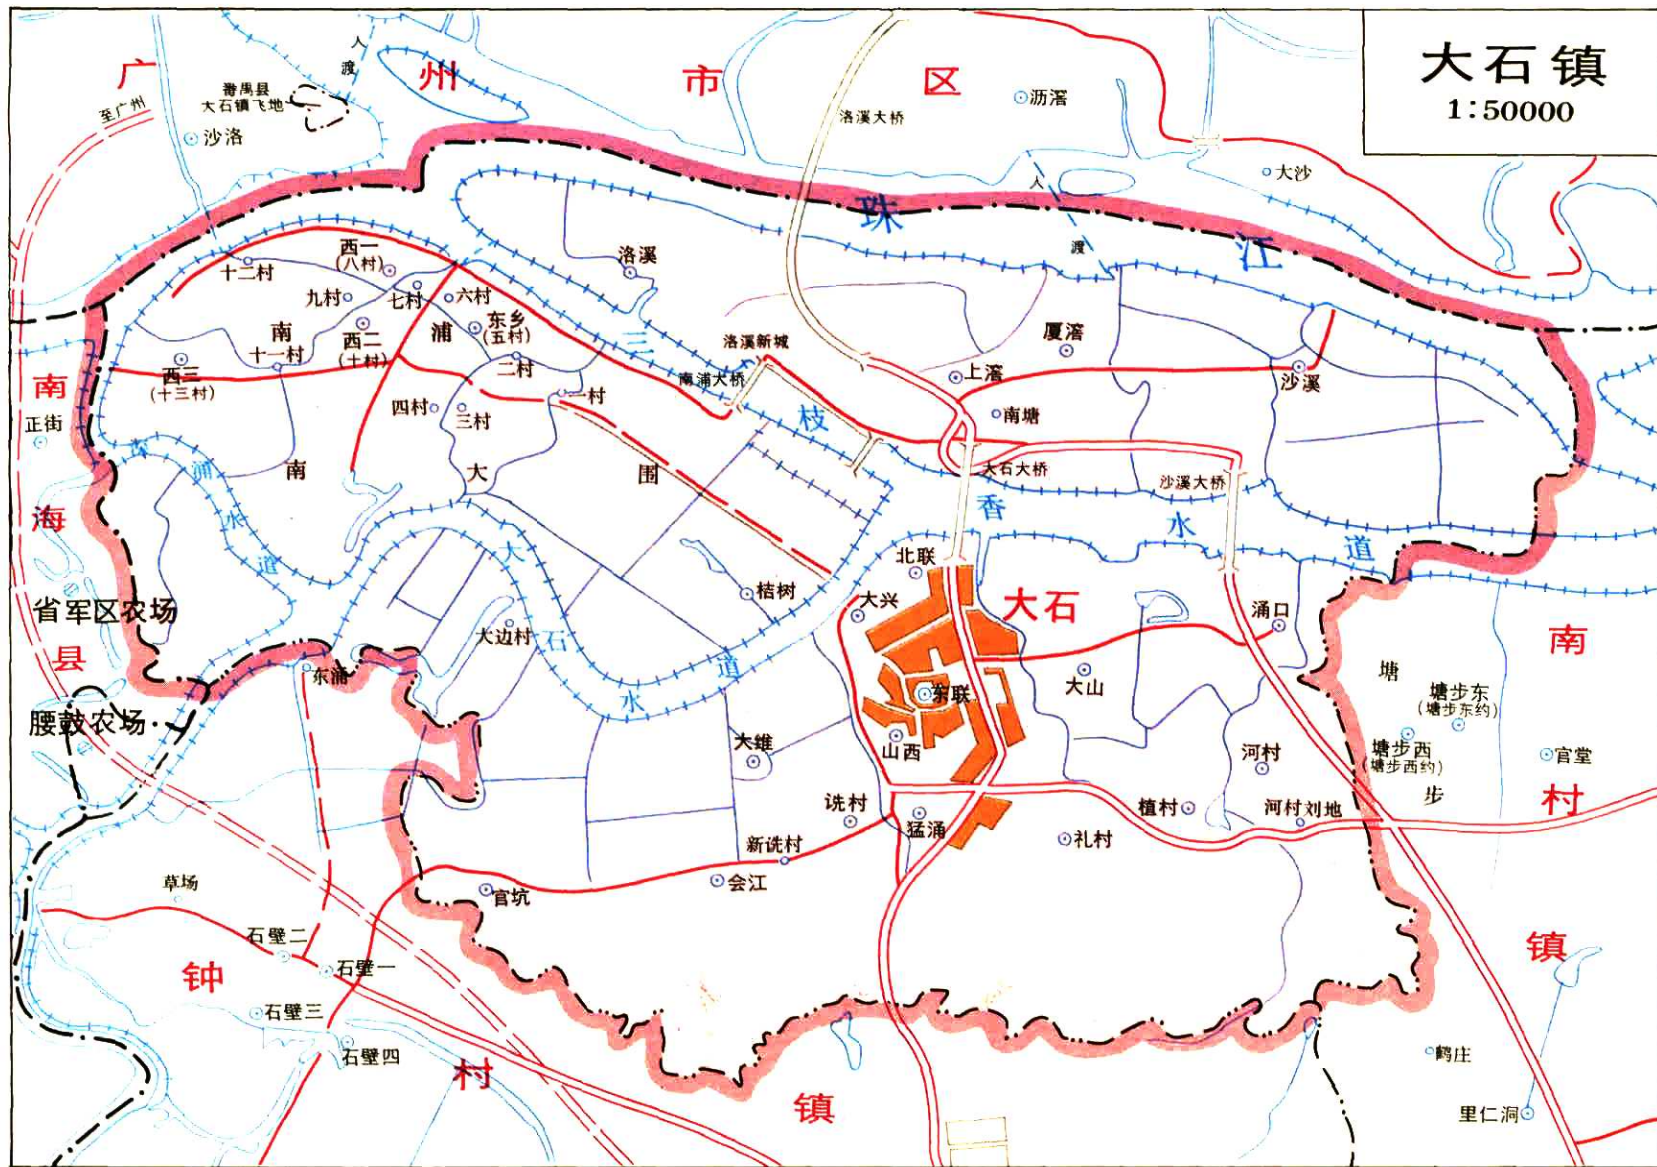 大石镇
1:50000
广州市区
人渡
番禺县
大石镇飞地
至广州
沙洛
洛溪大桥
沥滘
大沙
人渡
珠江
西一
(八村)
十二村
九村
七村
六村
洛溪
南浦
东乡
(五村)
西二
(十村)
十一村
二村
西三
(十三村)
一村
四村
三村
三枝香水道
洛溪新城
南浦大桥
厦滘
上滘
沙溪
南塘
大石大桥
沙溪大桥
南海县
正街
南大围
水道
大石水道
北联
桔树
大兴
大石
涌口
省军区农场
大边村
东涌
东联
大山
腰鼓农场
山西
大维
河村
塘步
塘步东
(塘步东约)
塘步西
(塘步西约)
官堂
南村镇
诜村
猛涌
植村
河村刘地
礼村
新诜村
会江
官坑
草场
石壁二
石壁一
石壁三
石壁四
钟村镇
鹤庄
里仁洞